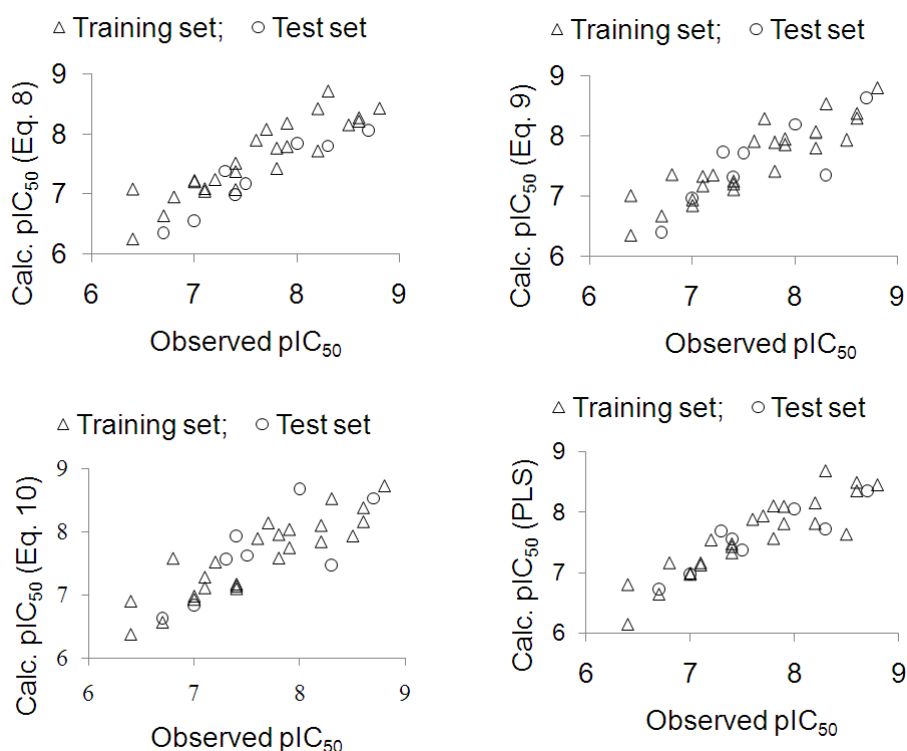 △ Training set; ○ Test set
Calc. pIC50 (Eq. 8)
9
8
7
6
6 7 8 9
Observed pIC50
△ Training set; ○ Test set
Calc. pIC50 (Eq. 9)
9
8
7
6
6 7 8 9
Observed pIC50
△ Training set; ○ Test set
Calc. pIC50 (Eq. 10)
9
8
7
6
6 7 8 9
Observed pIC50
△ Training set; ○ Test set
Calc. pIC50 (PLS)
9
8
7
6
6 7 8 9
Observed pIC50